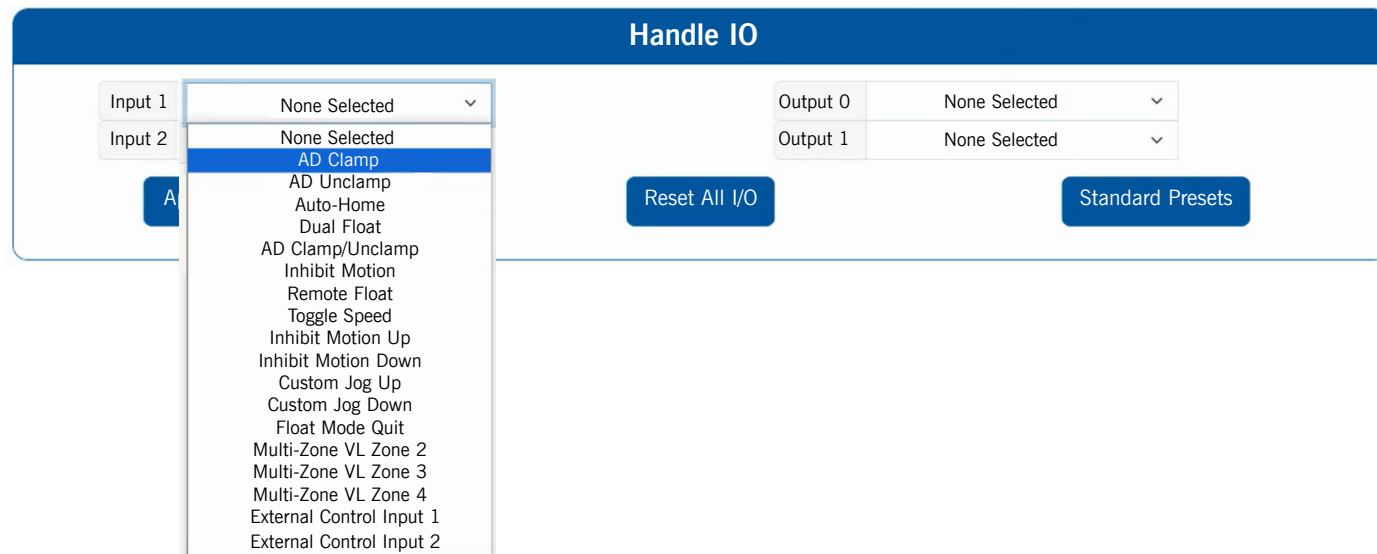 Handle IO
Input 1 None Selected Output 0 None Selected
Input 2 None Selected Output 1 None Selected
AD Clamp
AD Unclamp
Reset All I/O Standard Presets
Auto-Home
Dual Float
AD Clamp/Unclamp
Inhibit Motion
Remote Float
Toggle Speed
Inhibit Motion Up
Inhibit Motion Down
Custom Jog Up
Custom Jog Down
Float Mode Quit
Multi-Zone VL Zone 2
Multi-Zone VL Zone 3
Multi-Zone VL Zone 4
External Control Input 1
External Control Input 2